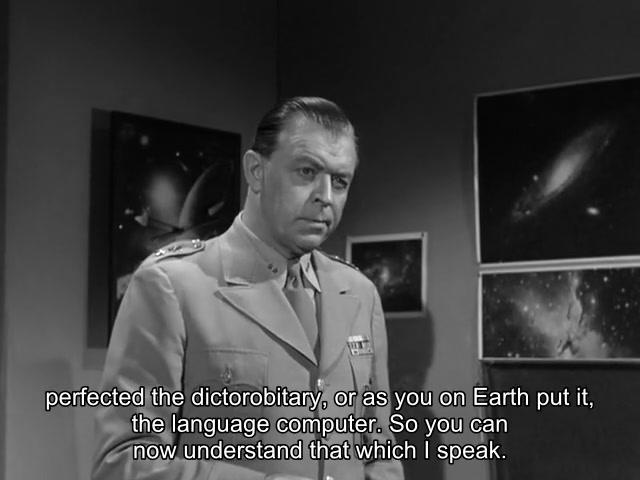 perfected the dictorobitary, or as you on Earth put it,
the language computer. So you can
now understand that which I speak.